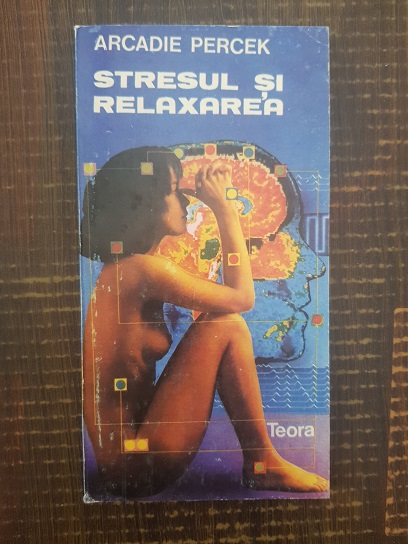 ARCADIE PERCEK
STRESUL ȘI
RELAXAREA
Teora